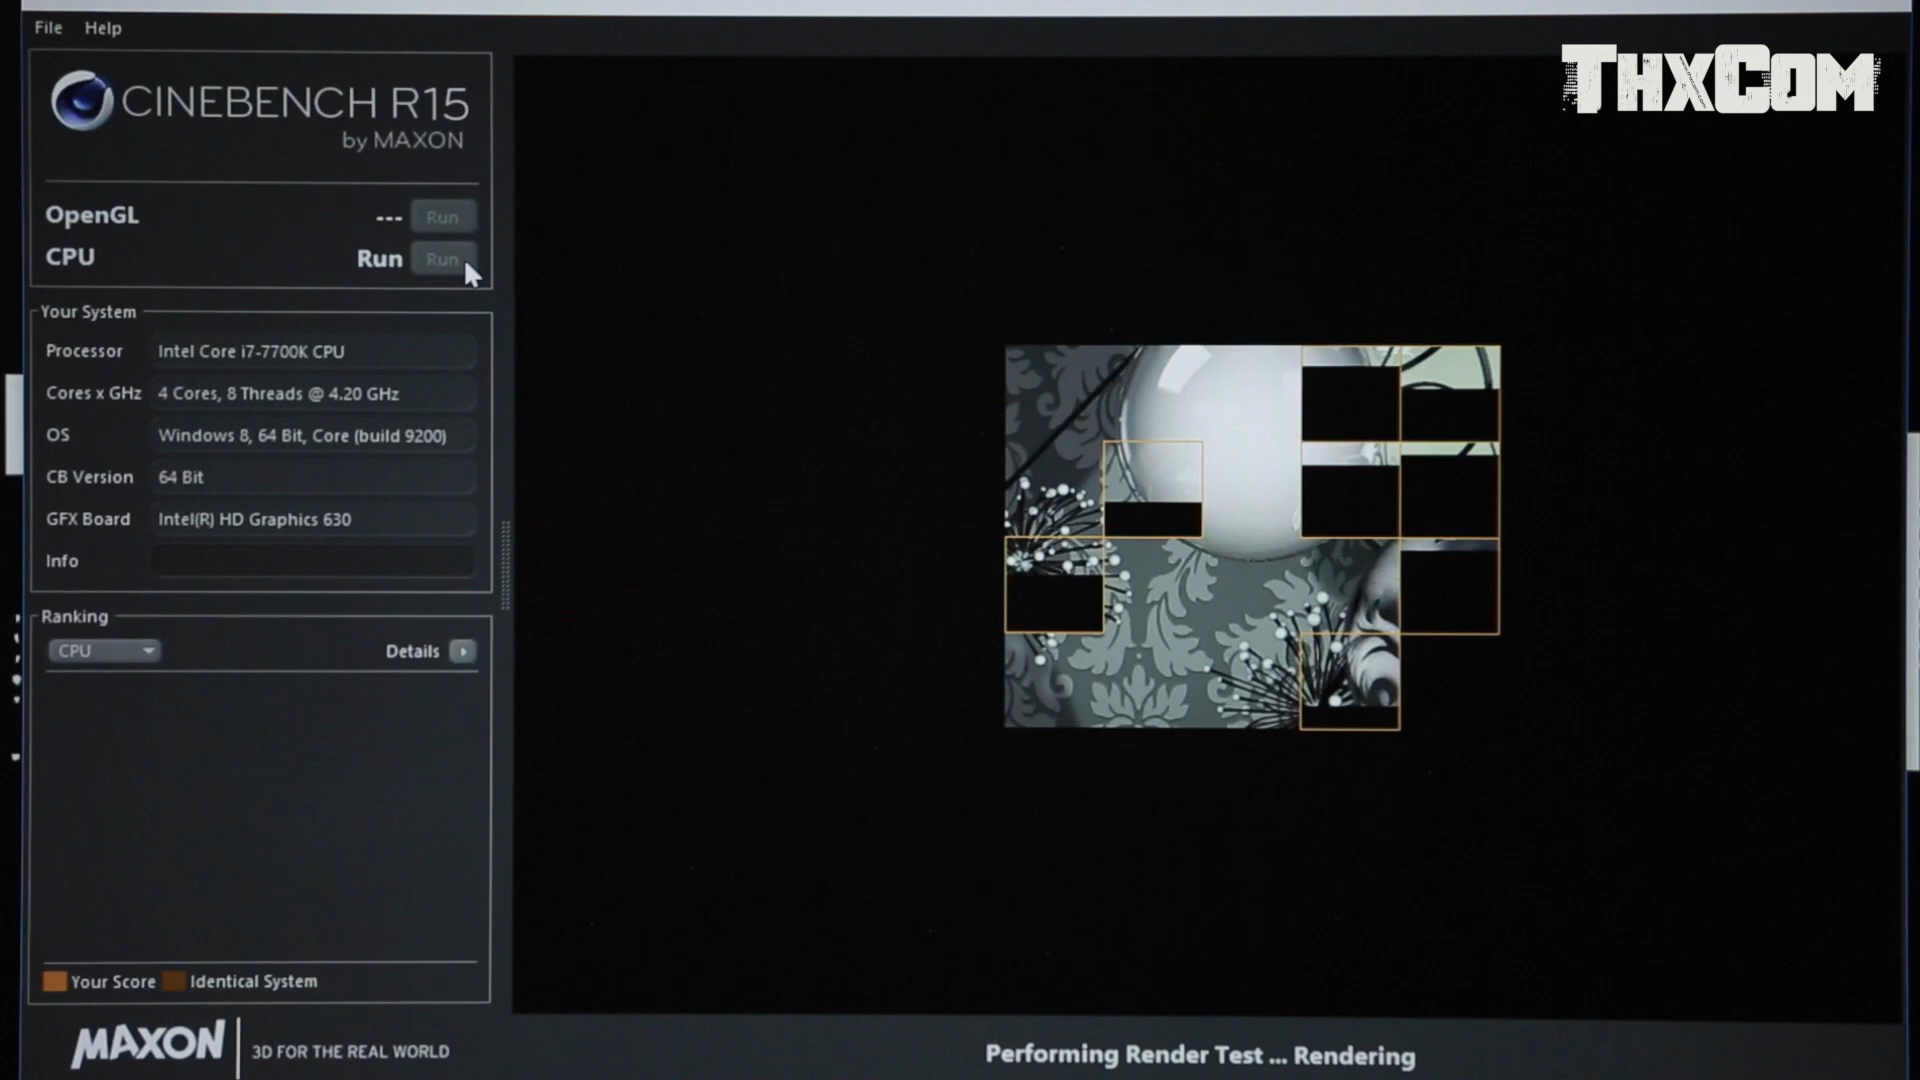 File Help
THXCOM
CINEBENCH R15
by MAXON
OpenGL --- Run
CPU Run Run
Your System
Processor Intel Core i7-7700K CPU
Cores x GHz 4 Cores, 8 Threads @ 4.20 GHz
OS Windows 8, 64 Bit, Core (build 9200)
CB Version 64 Bit
GFX Board Intel(R) HD Graphics 630
Info
Ranking
CPU Details
Your Score Identical System
MAXON 3D FOR THE REAL WORLD
Performing Render Test ... Rendering